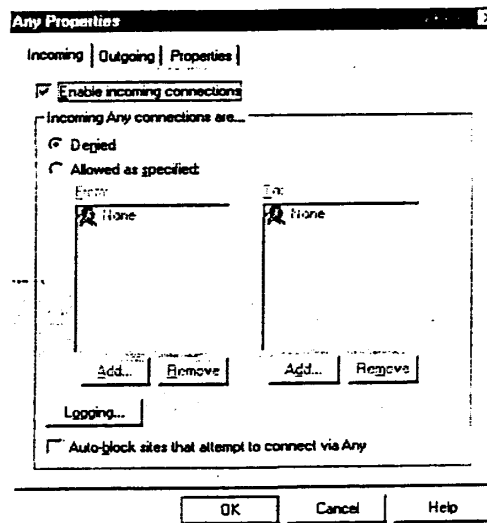 Any Properties
Incoming Outgoing Properties
Enable incoming connections
Incoming Any connections are...
Denied
Allowed as specified:
From: To:
None None
Add... Remove Add... Remove
Logging...
Auto-block sites that attempt to connect via Any
OK Cancel Help